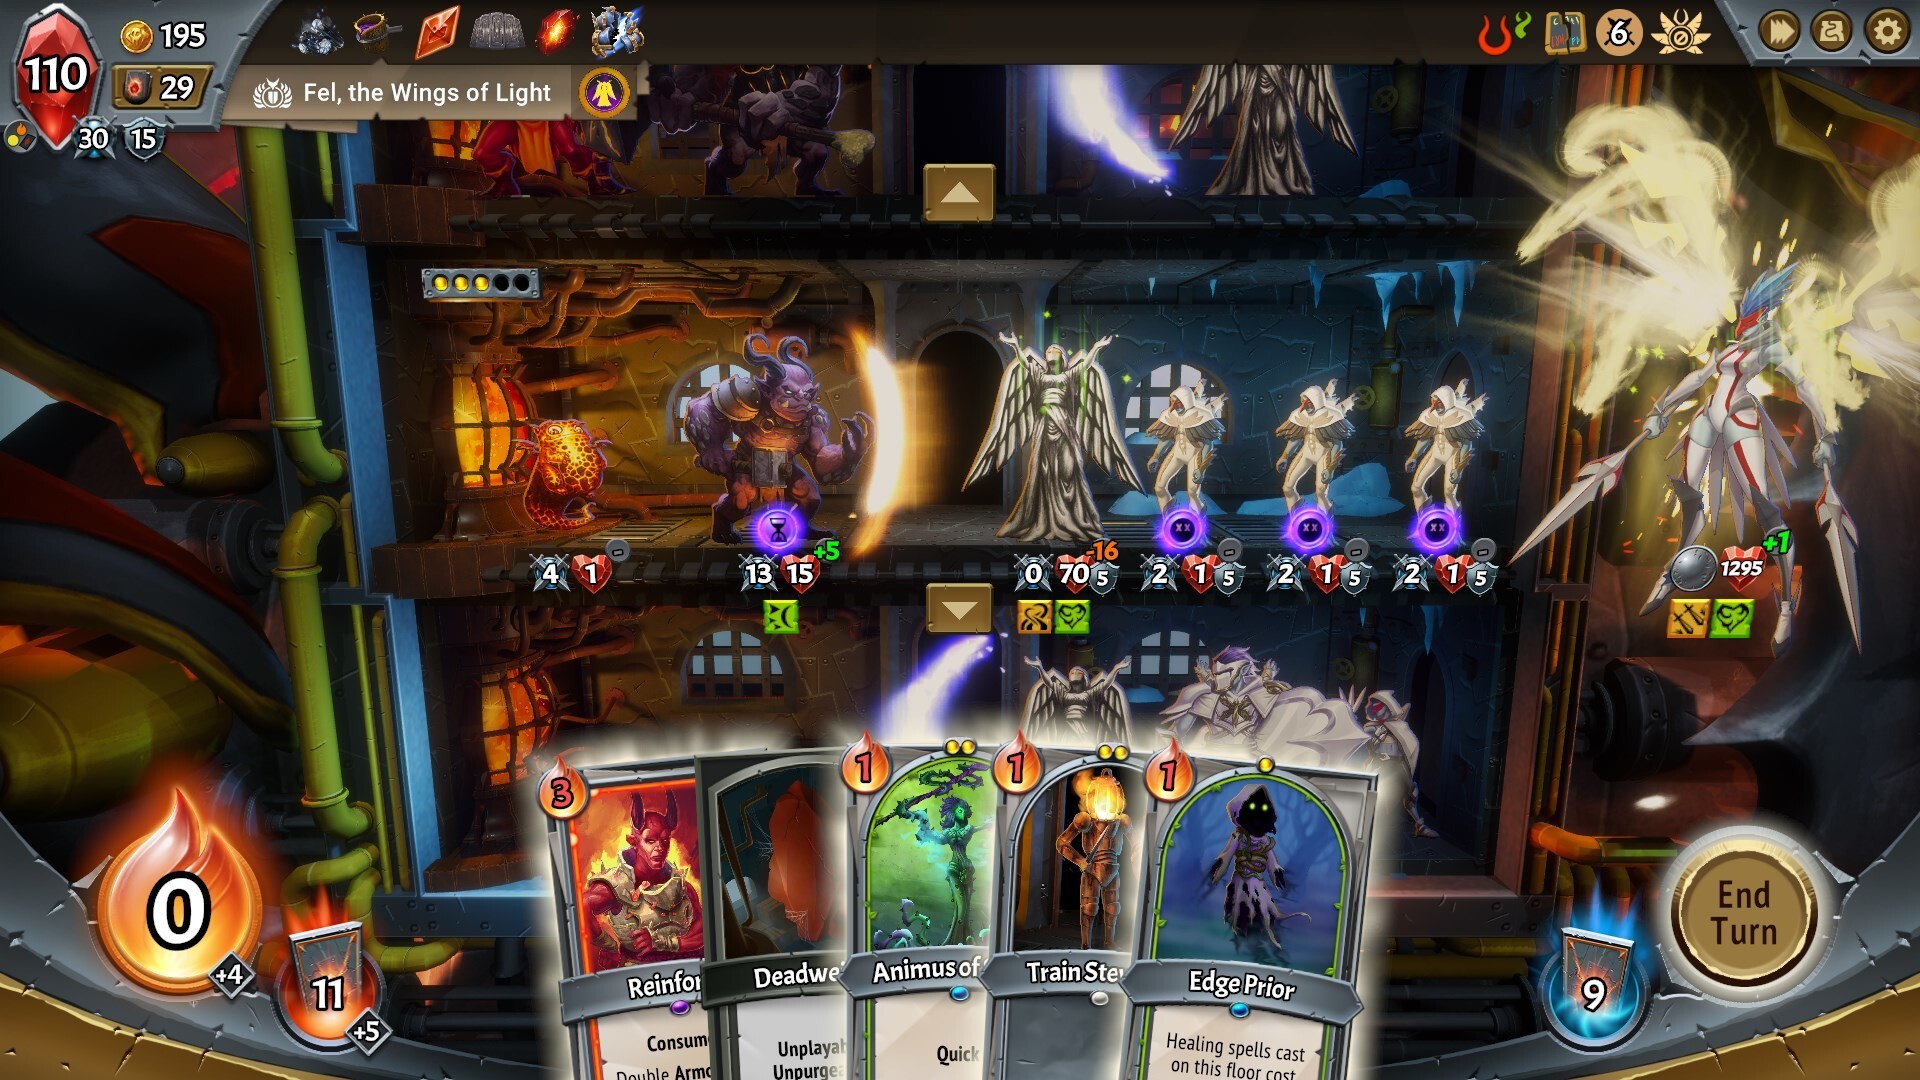 110
195
29
30
15
Fel, the Wings of Light
6
4
1
13
15
+5
0
70
-16
5
2
1
5
2
1
5
2
1
5
1295
+1
3
1
1
1
Reinfor
Deadwei
Animus of
Train Ste
Edge Prior
Consum
Double Armo
Unplayab
Unpurgea
Quick
Healing spells cast
on this floor cost
0
+4
11
+5
9
End
Turn